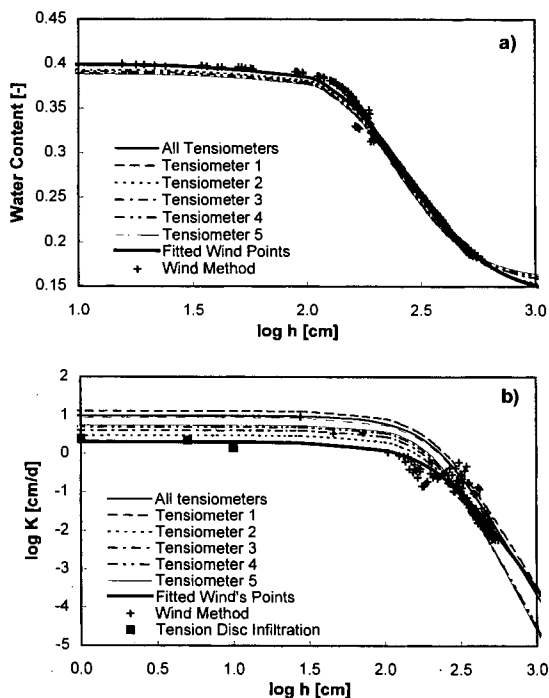 0.45
a)
0.40
0.35
0.30
0.25
0.20
0.15
Water Content [-]
All Tensiometers
Tensiometer 1
Tensiometer 2
Tensiometer 3
Tensiometer 4
Tensiometer 5
Fitted Wind Points
Wind Method
1.0 1.5 2.0 2.5 3.0
log h [cm]
2
b)
1
0
-1
-2
-3
-4
-5
log K [cm/d]
All tensiometers
Tensiometer 1
Tensiometer 2
Tensiometer 3
Tensiometer 4
Tensiometer 5
Fitted Wind's Points
Wind Method
Tension Disc Infiltration
0.0 0.5 1.0 1.5 2.0 2.5 3.0
log h [cm]